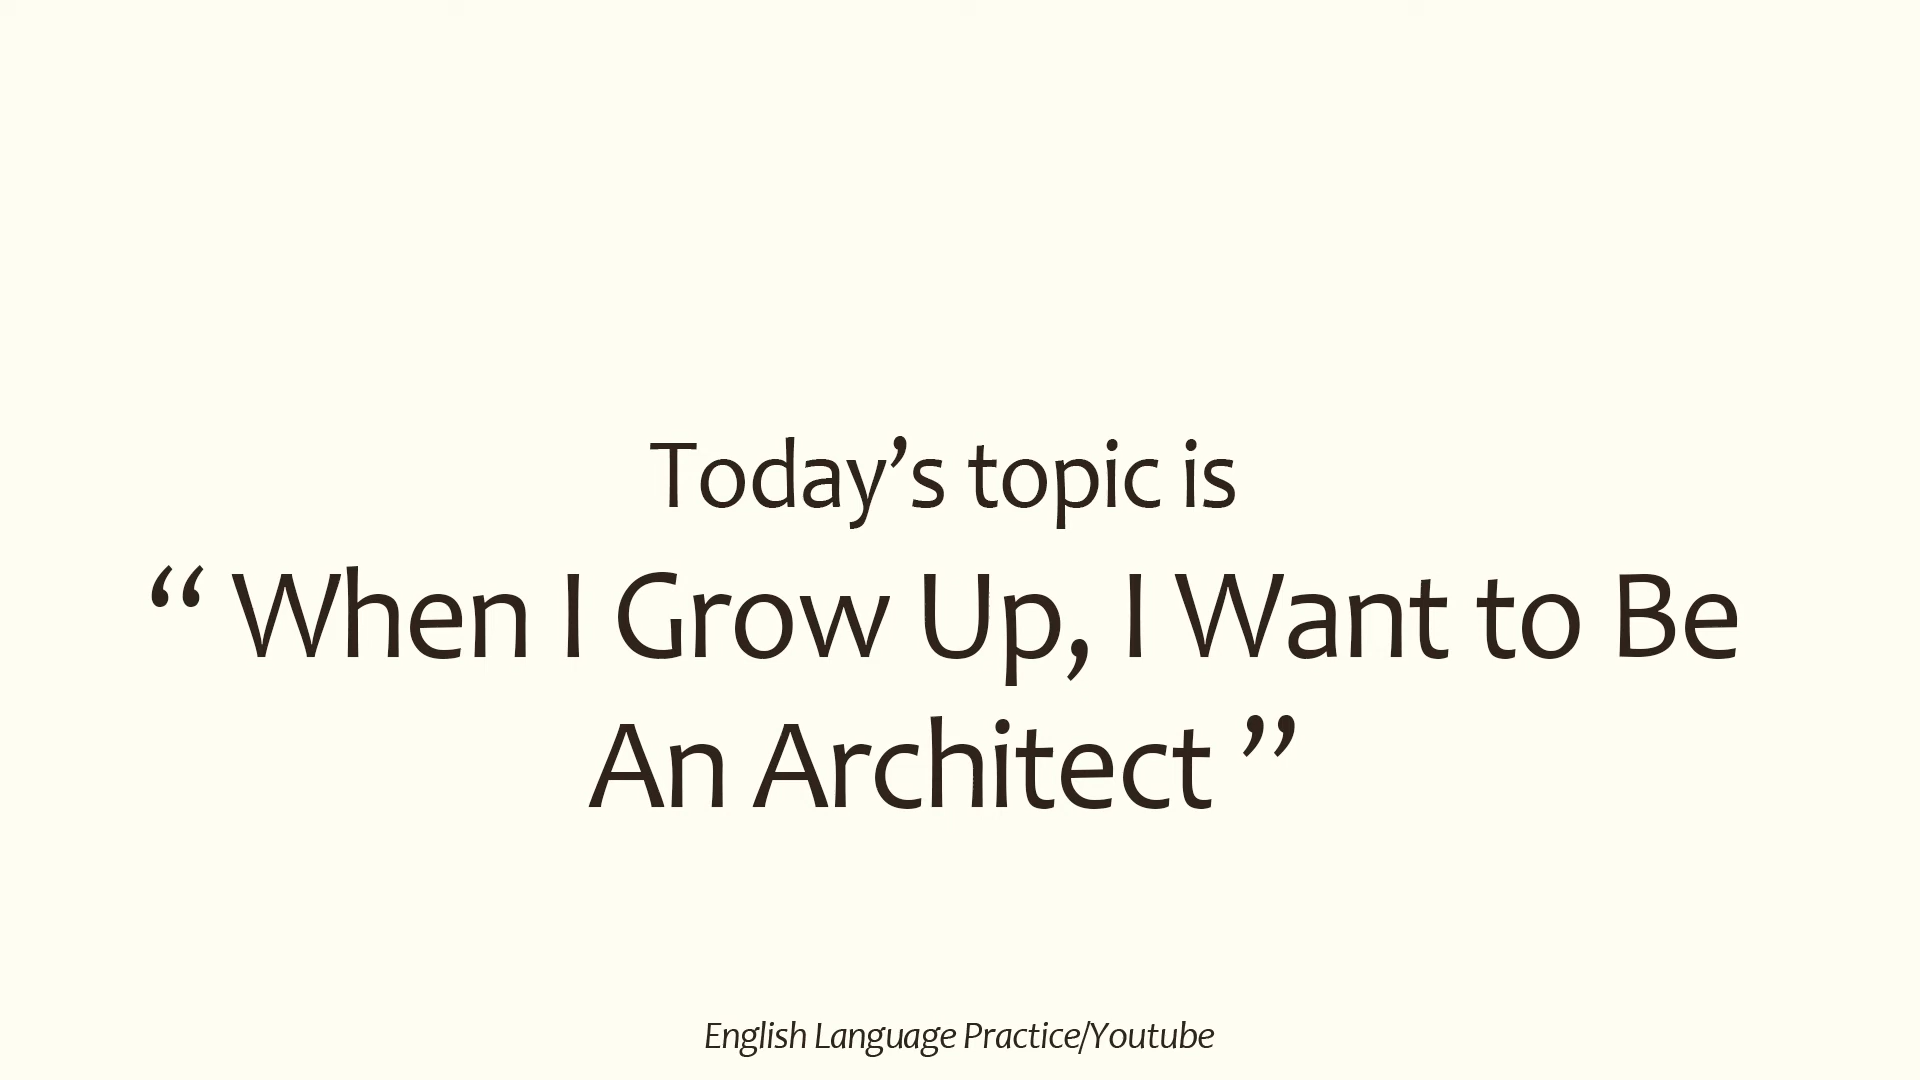 Today’s topic is
“ When I Grow Up, I Want to Be
An Architect ”
English Language Practice/Youtube